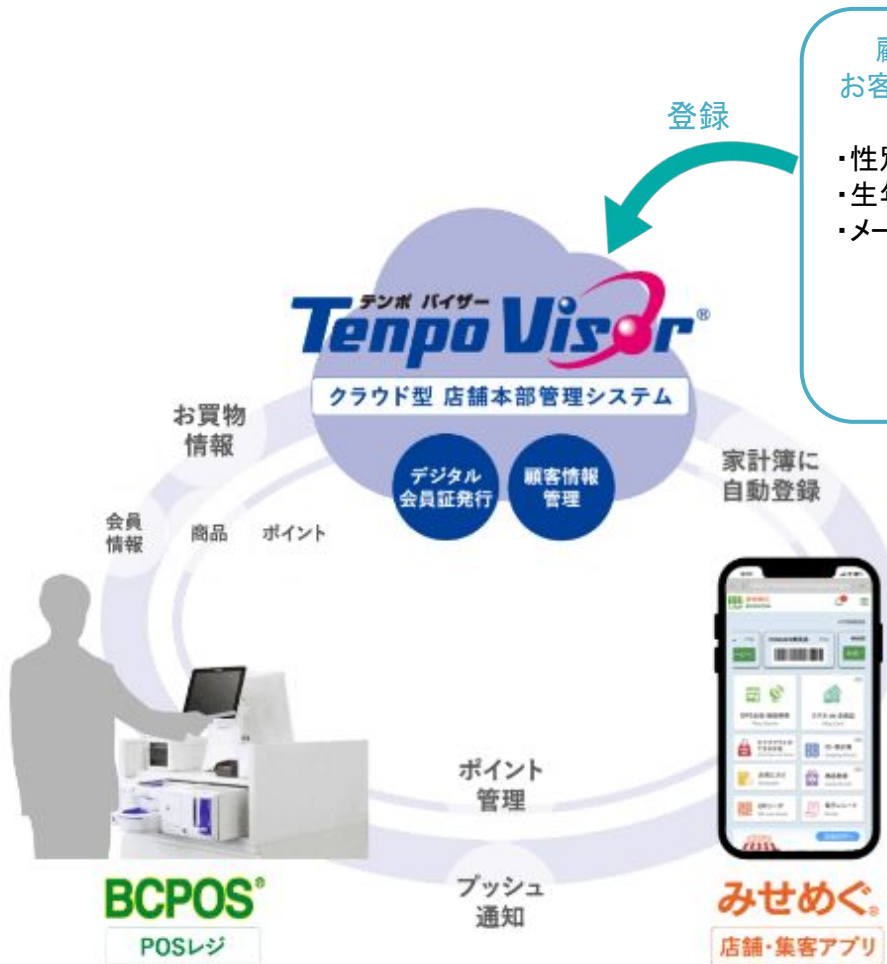 お客
登録
・性別
・生年
・メー
テンポ バイザー
Tenpo Visor®
クラウド型 店舗本部管理システム
デジタル
会員証発行
顧客情報
管理
お買物
情報
会員
情報
商品
ポイント
家計簿に
自動登録
ポイント
管理
プッシュ
通知
BCPOS®
POSレジ
みせめぐ®
店舗・集客アプリ